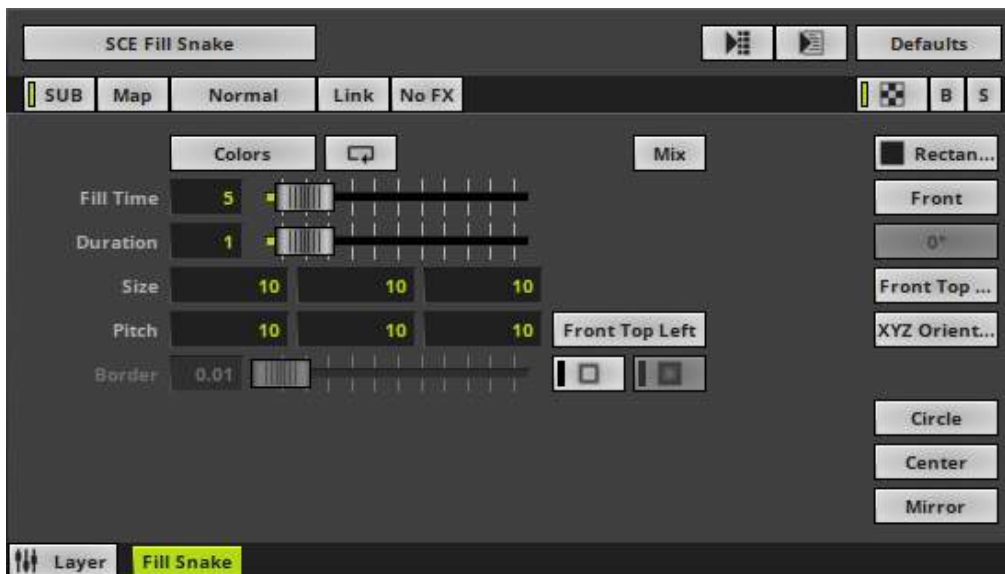 SCE Fill Snake Defaults
SUB Map Normal Link No FX B S
Colors Mix Rectan...
Fill Time 5 Front
Duration 1 0°
Size 10 10 10 Front Top ...
Pitch 10 10 10 Front Top Left XYZ Orient...
Border 0.01
Circle
Center
Mirror
Layer Fill Snake